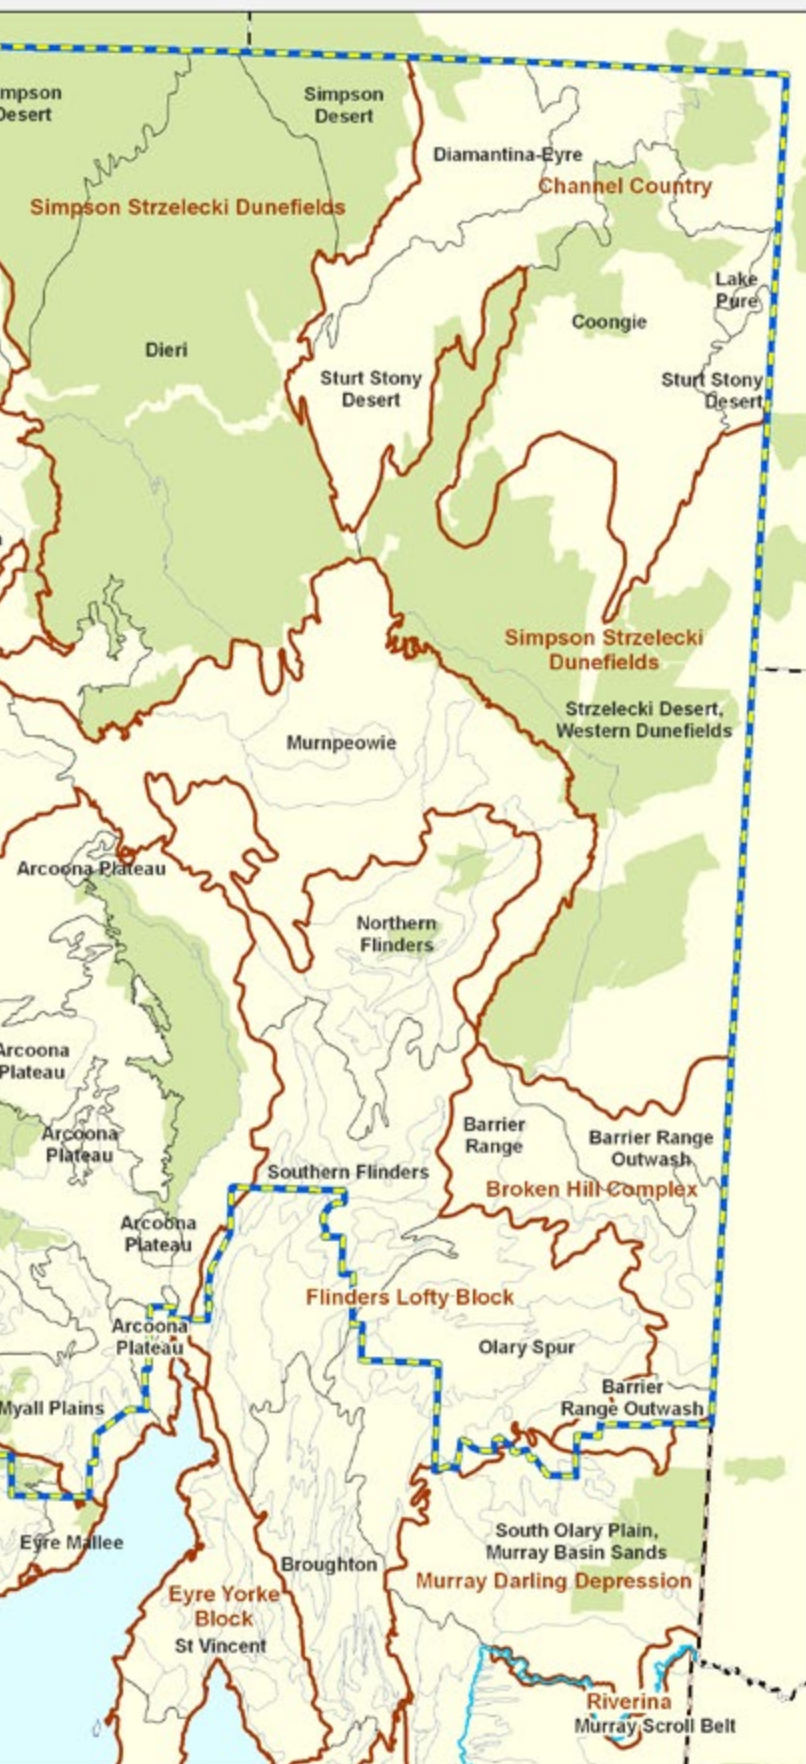 mpson
Desert
Simpson
Desert
Diamantina-Eyre
Channel Country
Simpson Strzelecki Dunefields
Lake
Pure
Coongie
Dieri
Sturt Stony
Desert
Sturt Stony
Desert
Simpson Strzelecki
Dunefields
Strzelecki Desert,
Western Dunefields
Murnpeowie
Arcoona Plateau
Northern
Flinders
Arcoona
Plateau
Arcoona
Plateau
Barrier
Range
Barrier Range
Outwash
Southern Flinders
Broken Hill Complex
Arcoona
Plateau
Flinders Lofty Block
Arcoona
Plateau
Olary Spur
Barrier
Range Outwash
Myall Plains
South Olary Plain,
Murray Basin Sands
Eyre Mallee
Broughton
Murray Darling Depression
Eyre Yorke
Block
St Vincent
Riverina
Murray Scroll Belt